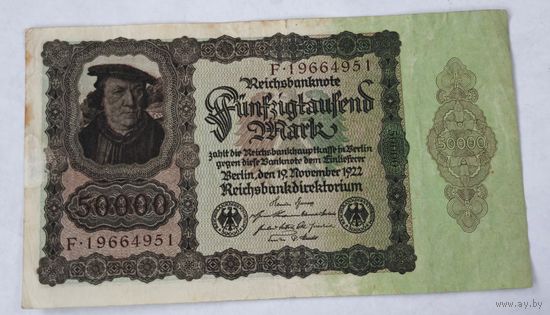 F·19664951
Reichsbanknote
Fünfzigtausend
Mark
zahlt die Reichsbankhauptkasse in Berlin
gegen diese Banknote dem Einlieferer
Berlin, den 19. November 1922
Reichsbankdirektorium
50000
F·19664951
50000
50000
www.ay.by